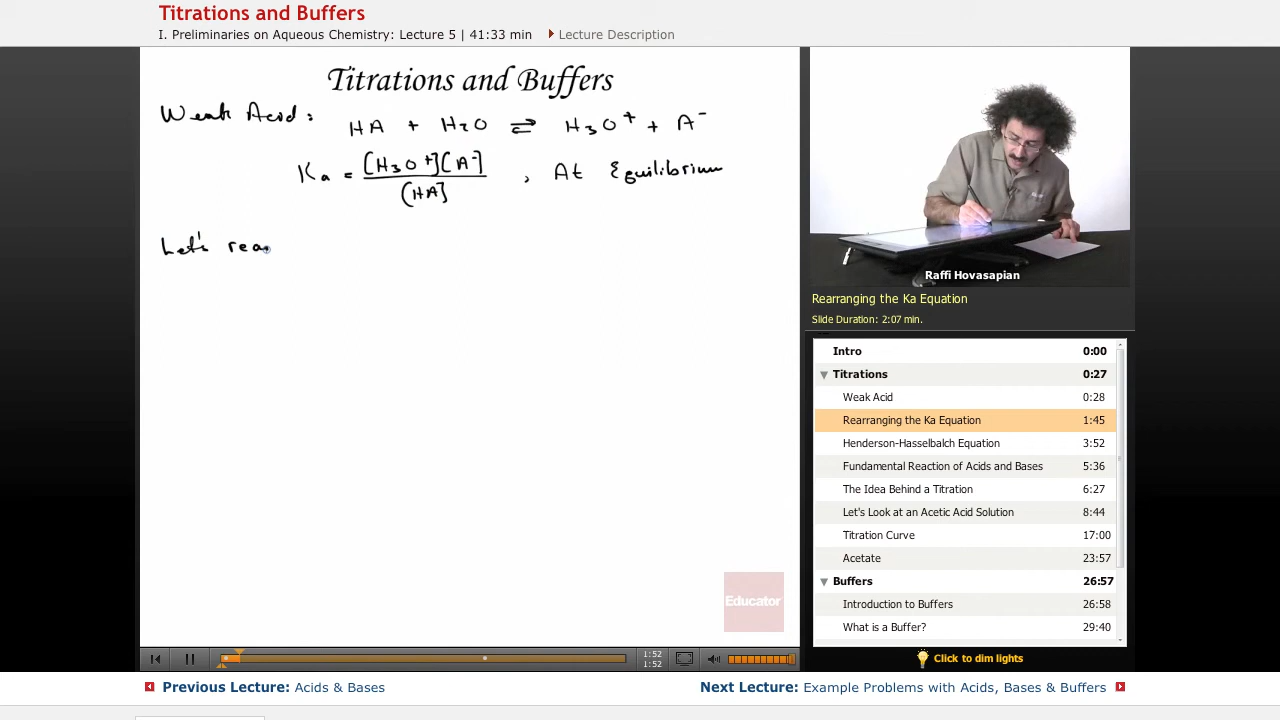 Titrations and Buffers
I. Preliminaries on Aqueous Chemistry: Lecture 5 | 41:33 min
Lecture Description
Titrations and Buffers
Weak Acid:
HA + H2O ⇌ H3O+ + A-
Ka = [H3O+][A-] / [HA] , At Equilibrium
Let's rea
Educator
1:52
1:52
Raffi Hovasapian
Rearranging the Ka Equation
Slide Duration: 2:07 min.
Intro 0:00
▼ Titrations 0:27
Weak Acid 0:28
Rearranging the Ka Equation 1:45
Henderson-Hasselbalch Equation 3:52
Fundamental Reaction of Acids and Bases 5:36
The Idea Behind a Titration 6:27
Let's Look at an Acetic Acid Solution 8:44
Titration Curve 17:00
Acetate 23:57
▼ Buffers 26:57
Introduction to Buffers 26:58
What is a Buffer? 29:40
Click to dim lights
Previous Lecture: Acids & Bases
Next Lecture: Example Problems with Acids, Bases & Buffers